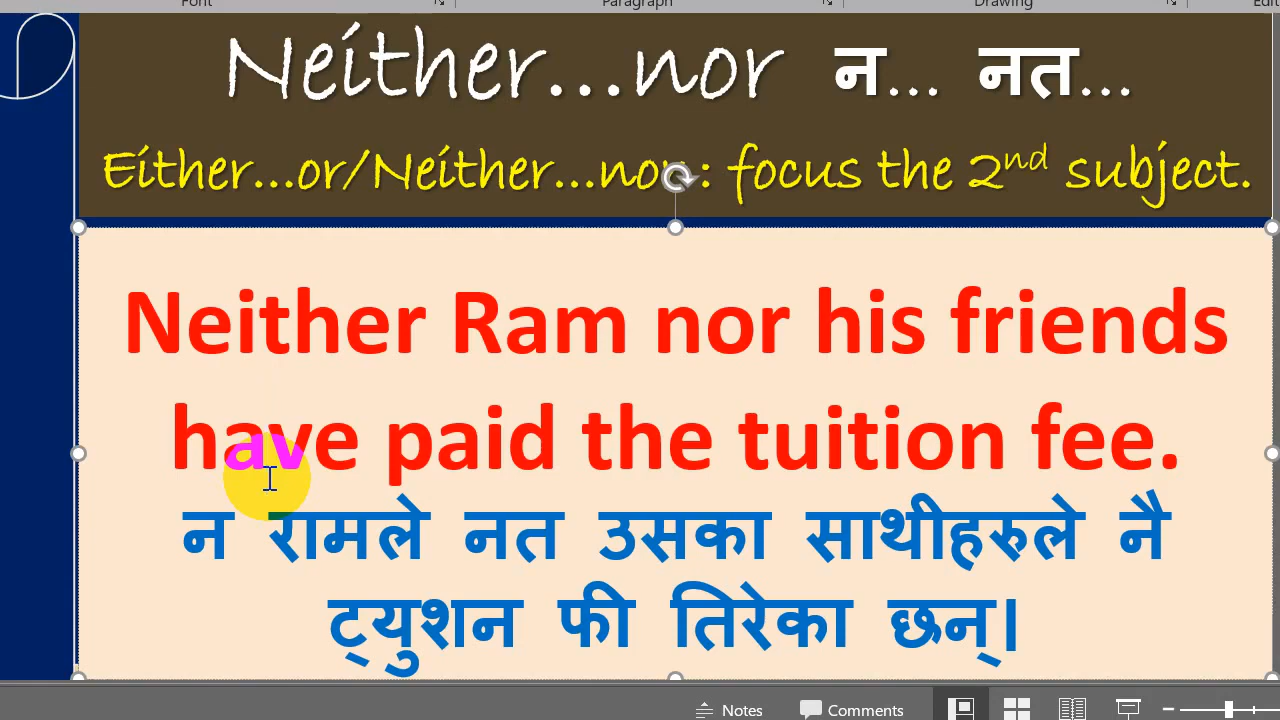 Font Paragraph Drawing Edit
Neither...nor न... नत...
Either...or/Neither...nor: focus the 2nd subject.
Neither Ram nor his friends
have paid the tuition fee.
न रामले नत उसका साथीहरुले नै
ट्युशन फी तिरेका छन्।
Notes Comments